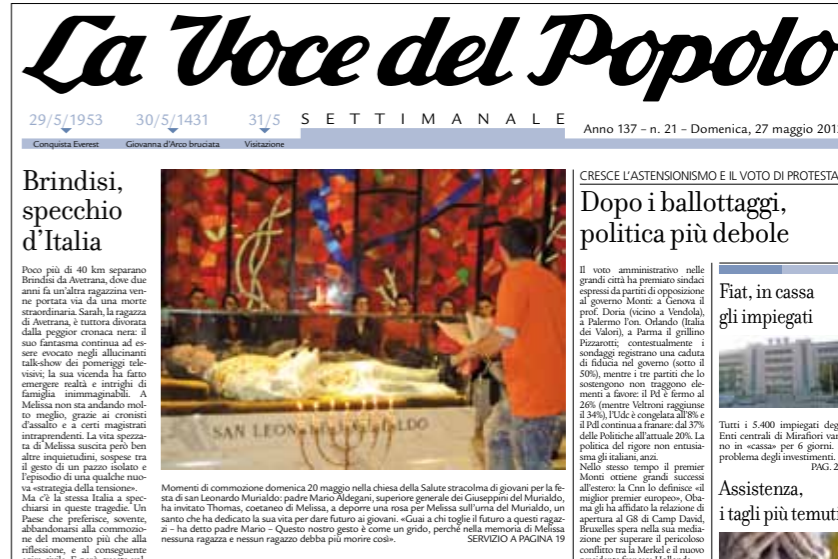 La Voce del Popolo
29/5/1953 30/5/1431 31/5
Conquista Everest Giovanna d'Arco bruciata Visitazione
SETTIMANALE
Anno 137 – n. 21 – Domenica, 27 maggio 2012
Brindisi,
specchio
d'Italia
Poco più di 40 km separano
Brindisi da Avetrana, dove due
anni fa un'altra ragazzina ven-
ne portata via da una morte
straordinaria. Sarah, la ragazza
di Avetrana, è tuttora divorata
dalla peggior cronaca nera: il
suo fantasma continua ad es-
sere evocato negli allucinanti
talk-show dei pomeriggi tele-
visivi; la sua vicenda ha fatto
emergere realtà e intrighi di
famiglia inimmaginabili. A
Melissa non sta andando mol-
to meglio, grazie ai cronisti
d'assalto e a certi magistrati
intraprendenti. La vita spezza-
ta di Melissa suscita però ben
altre inquietudini, sospese tra
il gesto di un pazzo isolato e
l'episodio di una qualche nuo-
va «strategia della tensione».
Ma c'è la stessa Italia a spec-
chiarsi in queste tragedie. Un
Paese che preferisce, sovente,
abbandonarsi alla commozio-
ne del momento più che alla
riflessione, e al conseguente
SAN LEON ALDO
Momenti di commozione domenica 20 maggio nella chiesa della Salute stracolma di giovani per la fe-
sta di san Leonardo Murialdo: padre Mario Aldegani, superiore generale dei Giuseppini del Murialdo,
ha invitato Thomas, coetaneo di Melissa, a deporre una rosa per Melissa sull'urna del Murialdo, un
santo che ha dedicato la sua vita per dare futuro ai giovani. «Guai a chi toglie il futuro a questi ragaz-
zi – ha detto padre Mario – Questo nostro gesto è come un grido, perché nella memoria di Melissa
nessuna ragazza e nessun ragazzo debba più morire così». SERVIZIO A PAGINA 19
CRESCE L'ASTENSIONISMO E IL VOTO DI PROTESTA
Dopo i ballottaggi,
politica più debole
Il voto amministrativo nelle
grandi città ha premiato sindaci
espressi da partiti di opposizione
al governo Monti: a Genova il
prof. Doria (vicino a Vendola),
a Palermo l'on. Orlando (Italia
dei Valori), a Parma il grillino
Pizzarotti; contestualmente i
sondaggi registrano una caduta
di fiducia nel governo (sotto il
50%), mentre i tre partiti che lo
sostengono non traggono ele-
menti a favore: il Pd è fermo al
26% (mentre Veltroni raggiunse
il 34%), l'Udc è congelata all'8% e
il Pdl continua a franare: dal 37%
delle Politiche all'attuale 20%. La
politica del rigore non entusia-
sma gli italiani, anzi.
Nello stesso tempo il premier
Monti ottiene grandi successi
all'estero: la Cnn lo definisce «il
miglior premier europeo», Oba-
ma gli ha affidato la relazione di
apertura al G8 di Camp David,
Bruxelles spera nella sua media-
zione per superare il pericoloso
conflitto tra la Merkel e il nuovo
Fiat, in cassa
gli impiegati
Tutti i 5.400 impiegati deg
Enti centrali di Mirafiori van
no in «cassa» per 6 giorni.
problema degli investimenti.
PAG. 2
Assistenza,
i tagli più temuti